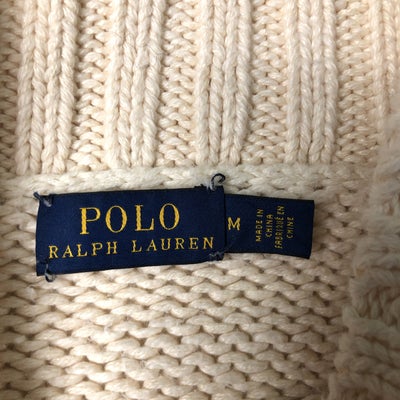 POLO
RALPH LAUREN
M
MADE IN
CHINA
FABRIQUÉ EN
CHINE